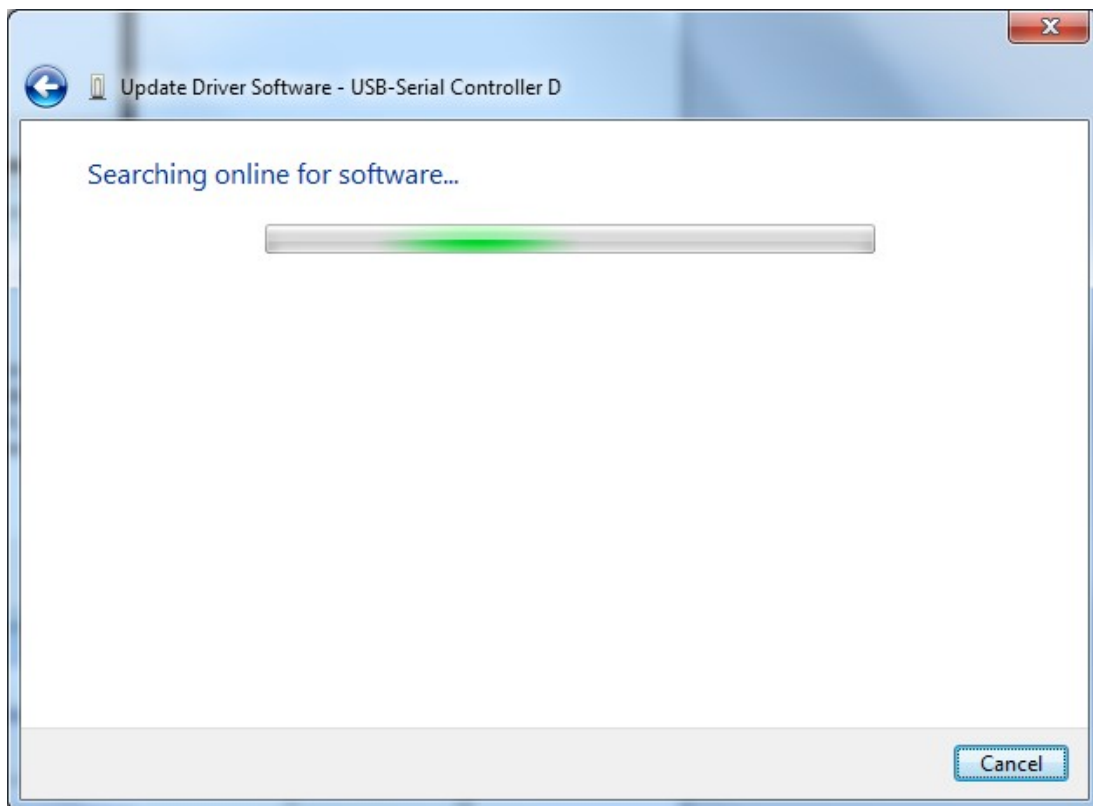 Update Driver Software - USB-Serial Controller D
Searching online for software...
Cancel